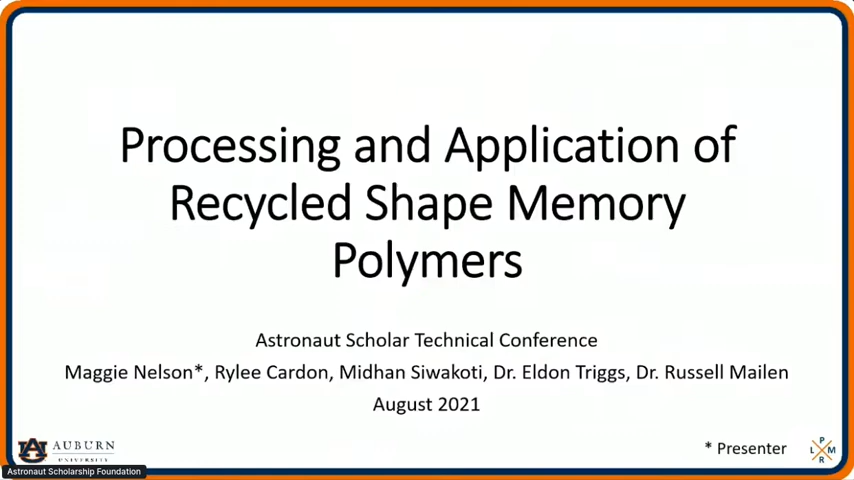 Processing and Application of
Recycled Shape Memory
Polymers
Astronaut Scholar Technical Conference
Maggie Nelson*, Rylee Cardon, Midhan Siwakoti, Dr. Eldon Triggs, Dr. Russell Mailen
August 2021
AUBURN
UNIVERSITY
* Presenter
P
L M
R
Astronaut Scholarship Foundation